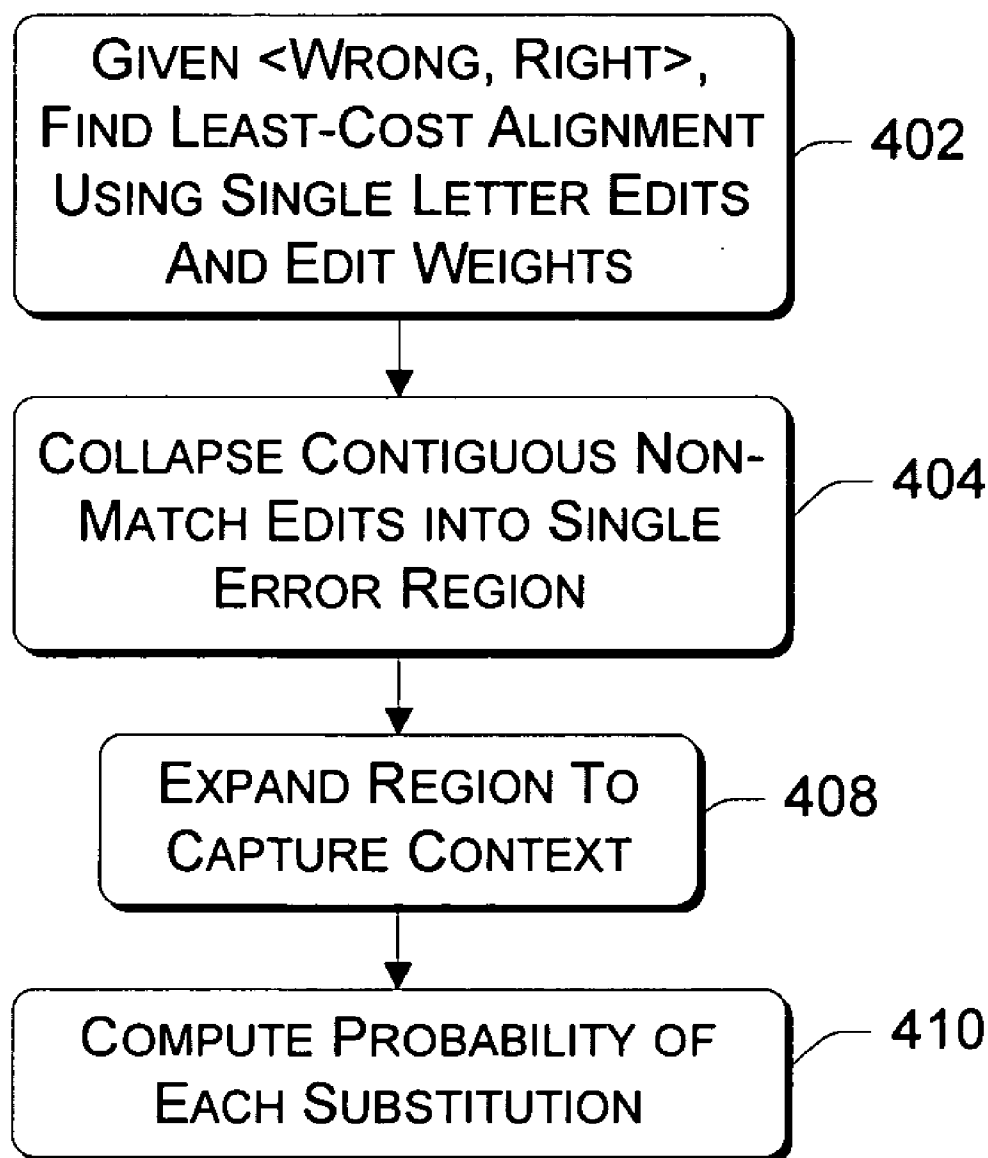 GIVEN <WRONG, RIGHT>,
FIND LEAST-COST ALIGNMENT
USING SINGLE LETTER EDITS
AND EDIT WEIGHTS
402
COLLAPSE CONTIGUOUS NON-
MATCH EDITS INTO SINGLE
ERROR REGION
404
EXPAND REGION TO
CAPTURE CONTEXT
408
COMPUTE PROBABILITY OF
EACH SUBSTITUTION
410